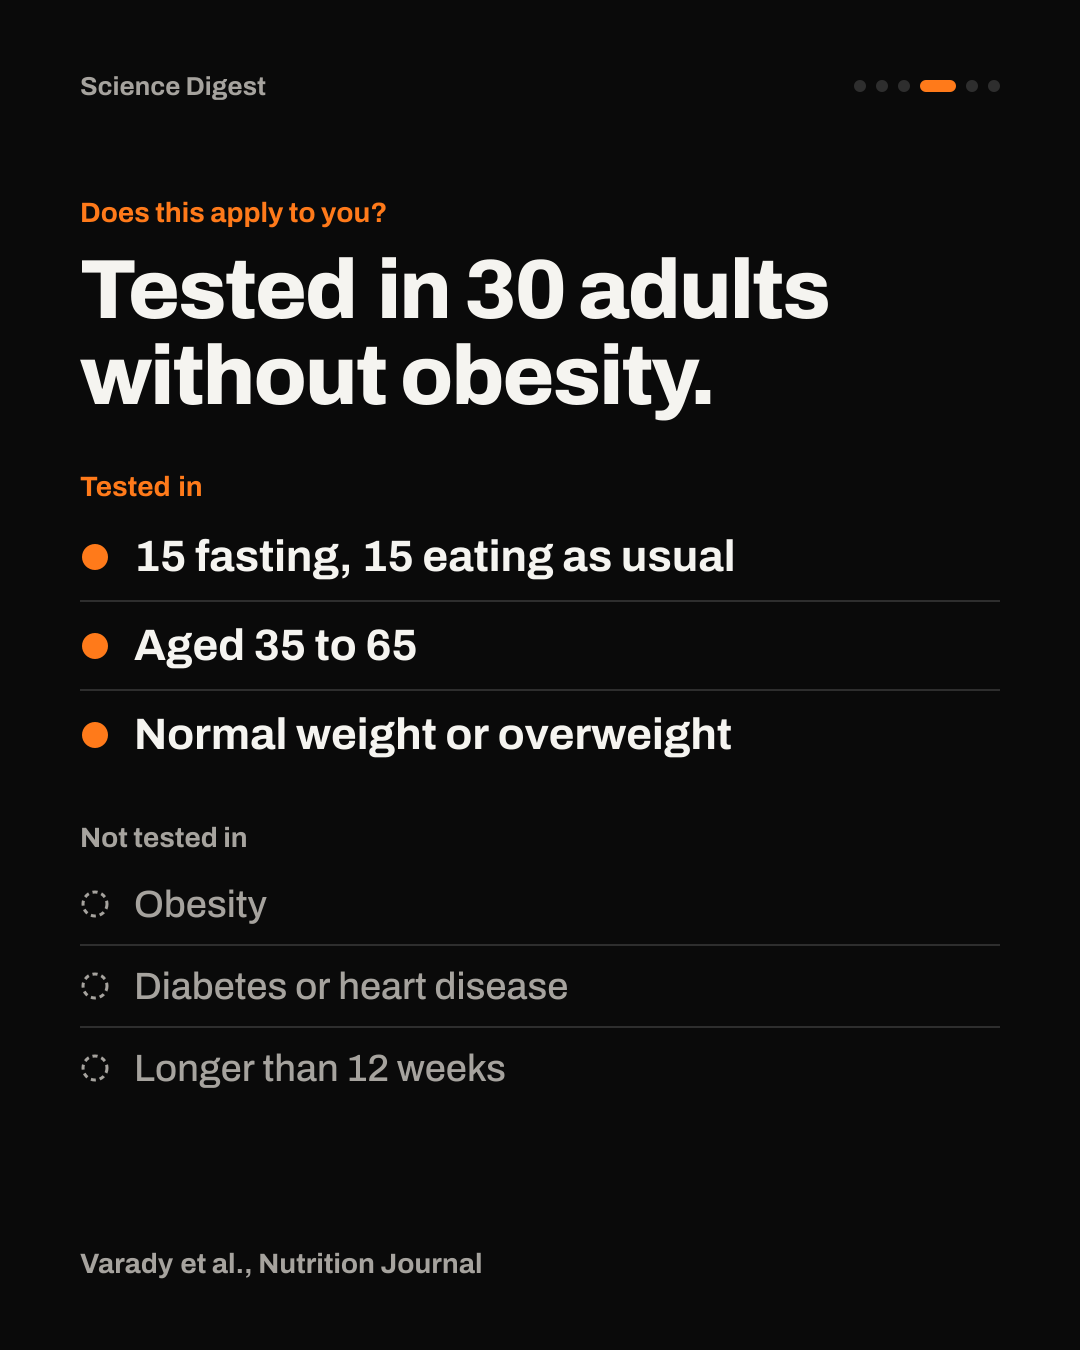 Science Digest
Does this apply to you?
Tested in 30 adults
without obesity.
Tested in
15 fasting, 15 eating as usual
Aged 35 to 65
Normal weight or overweight
Not tested in
Obesity
Diabetes or heart disease
Longer than 12 weeks
Varady et al., Nutrition Journal